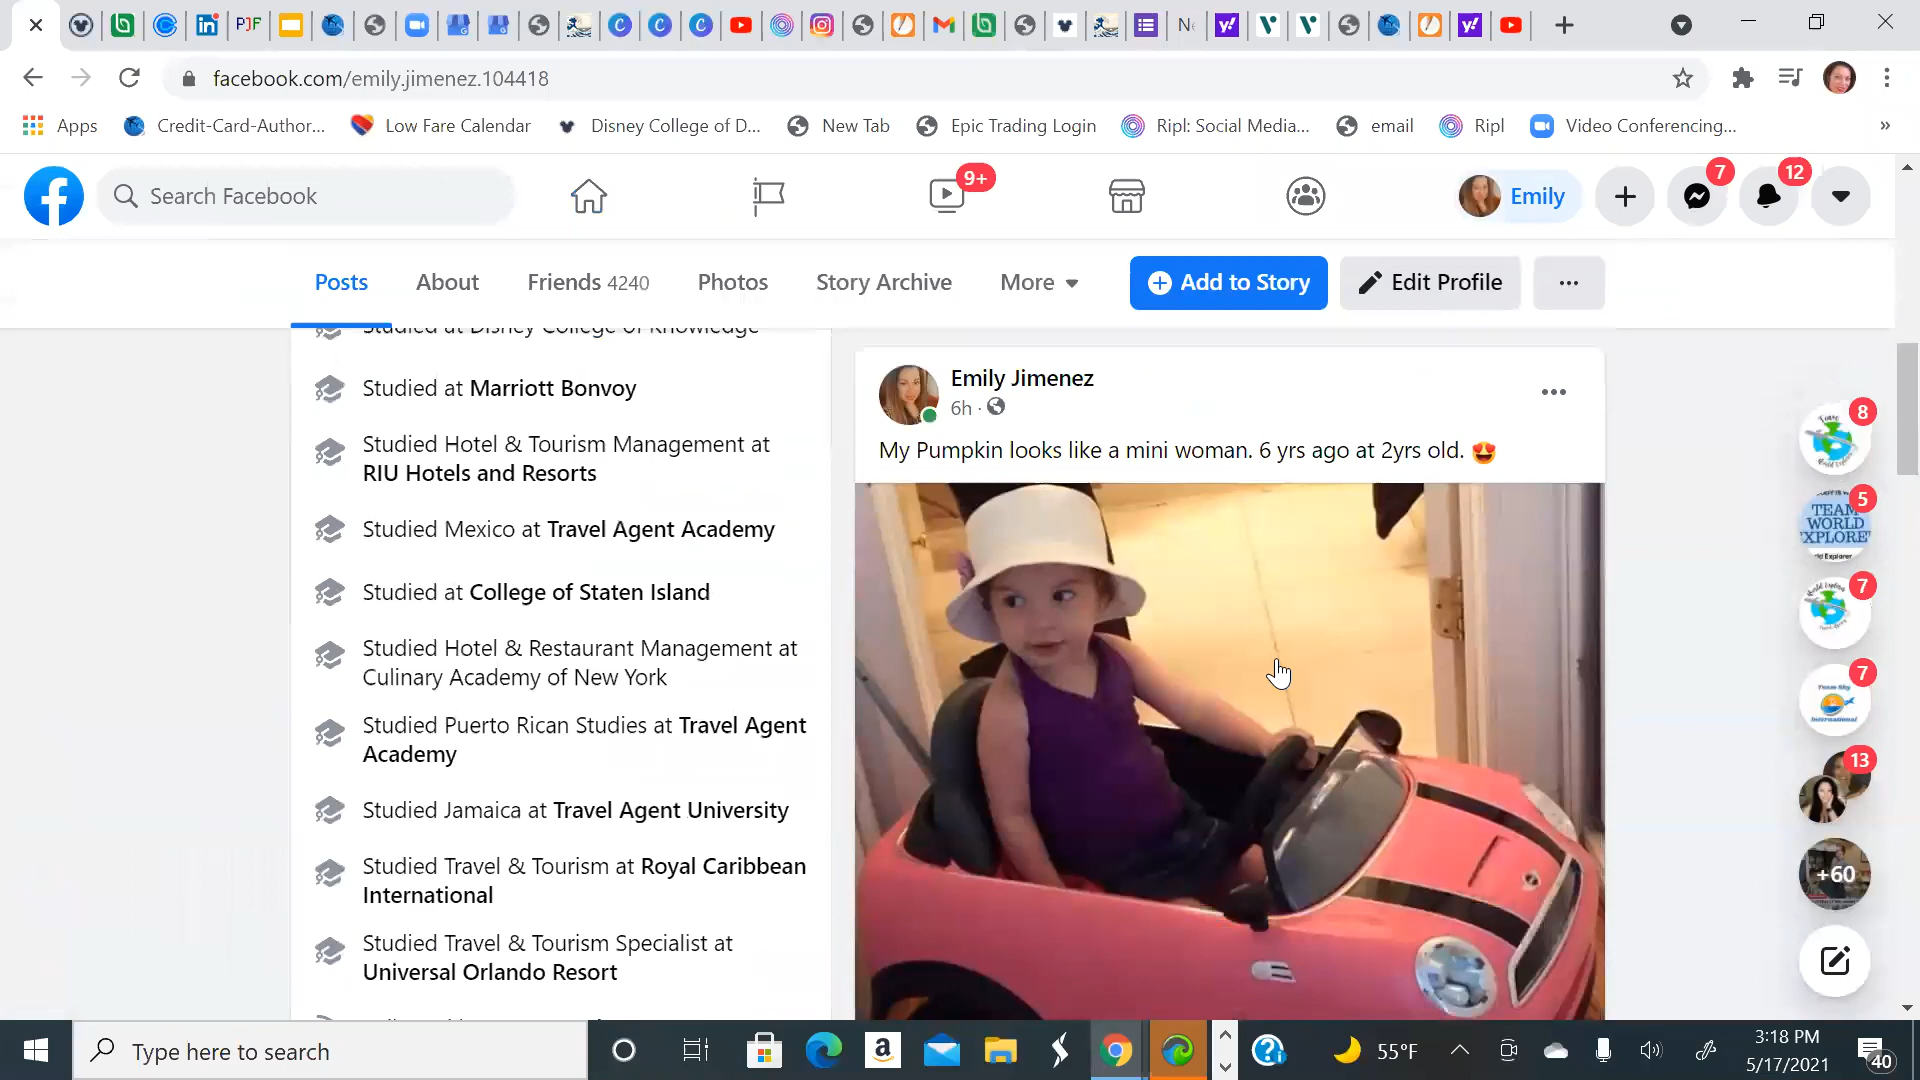 facebook.com/emily.jimenez.104418
Apps Credit-Card-Author... Low Fare Calendar Disney College of D... New Tab Epic Trading Login Ripl: Social Media... email Ripl Video Conferencing... »
Search Facebook 9+ Emily 7 12
Posts About Friends 4240 Photos Story Archive More Add to Story Edit Profile ...
Studied at Disney College of Knowledge
Studied at Marriott Bonvoy
Studied Hotel & Tourism Management at
RIU Hotels and Resorts
Studied Mexico at Travel Agent Academy
Studied at College of Staten Island
Studied Hotel & Restaurant Management at
Culinary Academy of New York
Studied Puerto Rican Studies at Travel Agent
Academy
Studied Jamaica at Travel Agent University
Studied Travel & Tourism at Royal Caribbean
International
Studied Travel & Tourism Specialist at
Universal Orlando Resort
Emily Jimenez
6h ·
My Pumpkin looks like a mini woman. 6 yrs ago at 2yrs old. 😍
8
5
TEAM
WORLD
7
7
13
+60
Type here to search
55°F
3:18 PM
5/17/2021
40